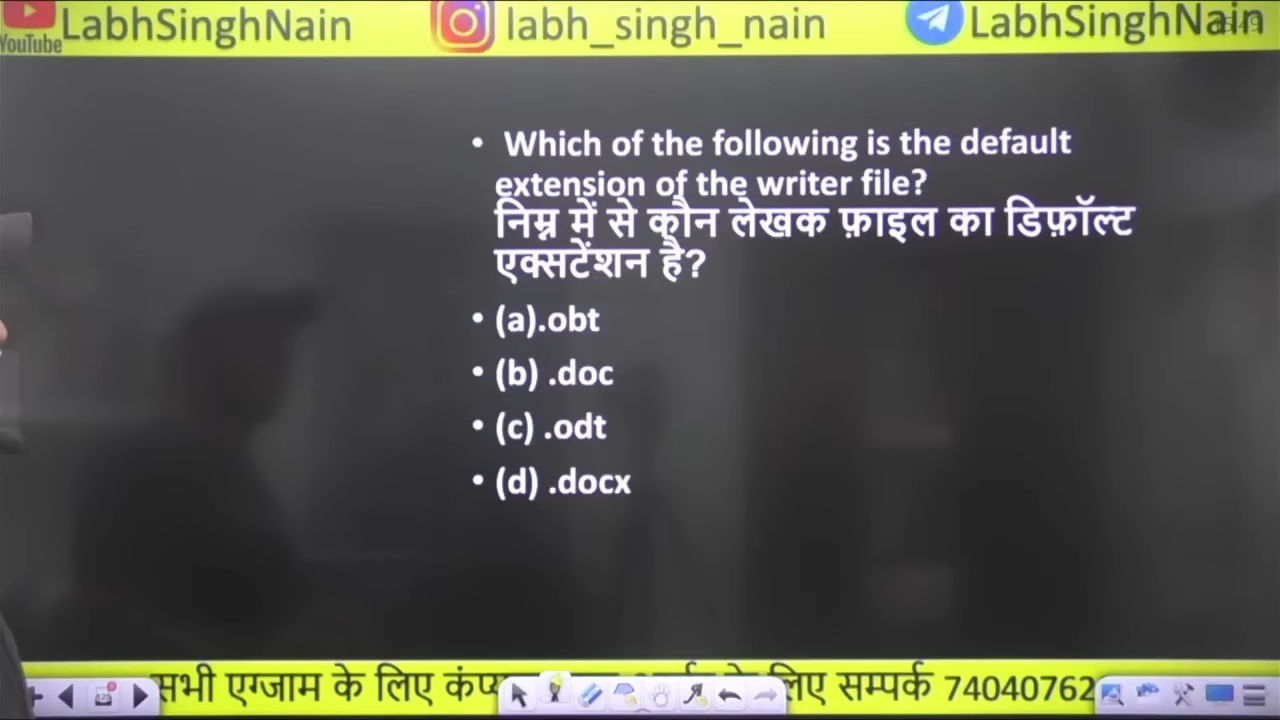 YouTube LabhSinghNain labh_singh_nain LabhSinghNain
• Which of the following is the default
extension of the writer file?
निम्न में से कौन लेखक फ़ाइल का डिफ़ॉल्ट
एक्सटेंशन है?
• (a).obt
• (b) .doc
• (c) .odt
• (d) .docx
सभी एग्जाम के लिए लिए सम्पर्क 74040762